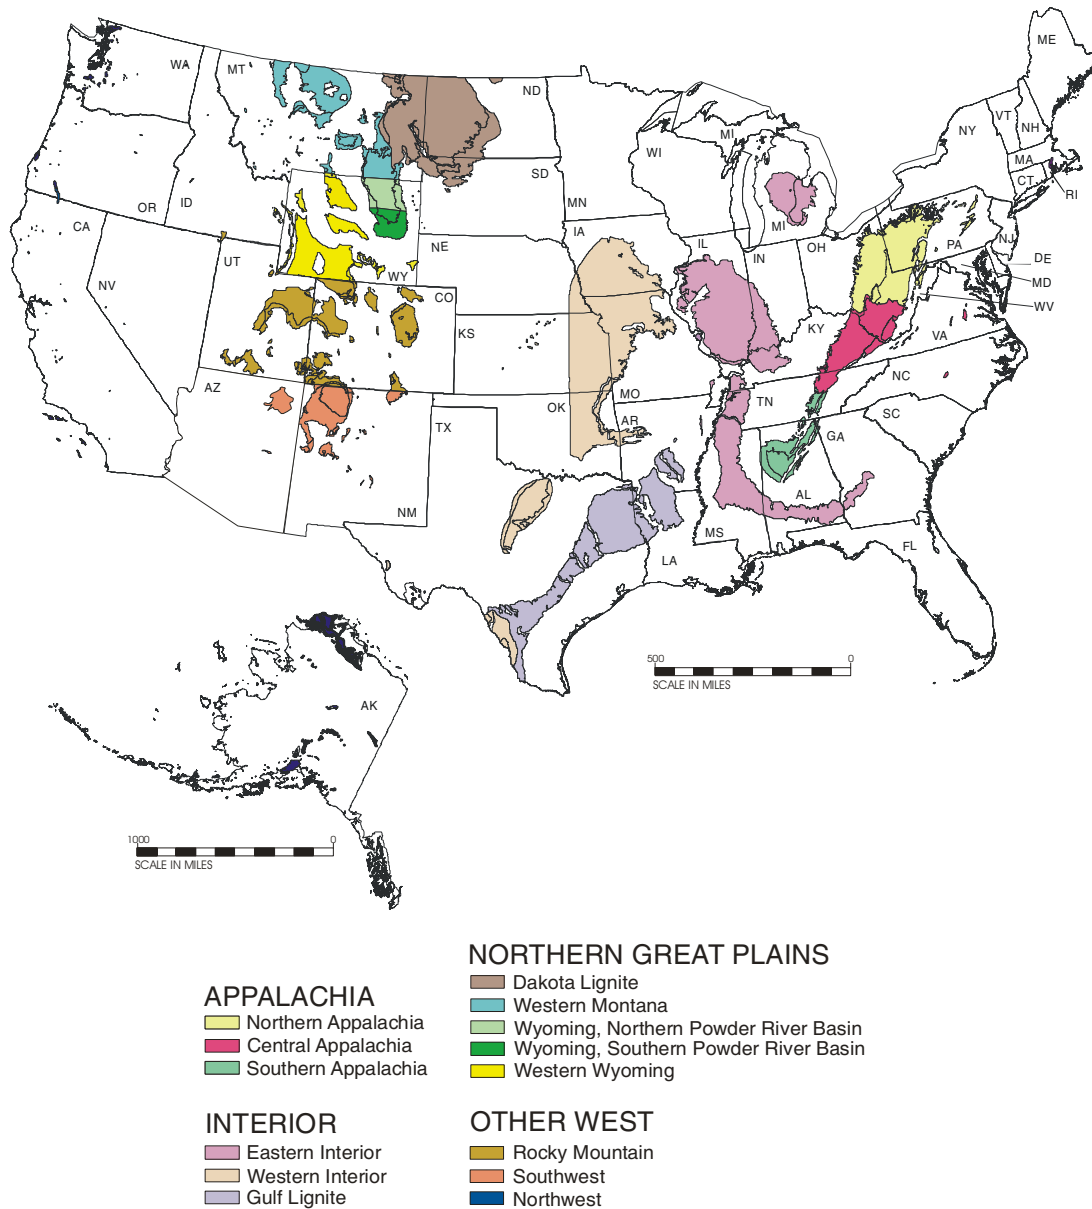 WA
MT
ND
ME
VT
NH
NY
MA
CT
RI
WI
MI
SD
MN
OR
ID
CA
NV
UT
WY
NE
IA
IL
MI
IN
OH
PA
NJ
DE
MD
WV
CO
KS
KY
VA
AZ
OK
MO
AR
TN
NC
SC
GA
TX
NM
AL
MS
LA
FL
AK
500
0
SCALE IN MILES
1000
0
SCALE IN MILES
APPALACHIA
Northern Appalachia
Central Appalachia
Southern Appalachia
NORTHERN GREAT PLAINS
Dakota Lignite
Western Montana
Wyoming, Northern Powder River Basin
Wyoming, Southern Powder River Basin
Western Wyoming
INTERIOR
Eastern Interior
Western Interior
Gulf Lignite
OTHER WEST
Rocky Mountain
Southwest
Northwest